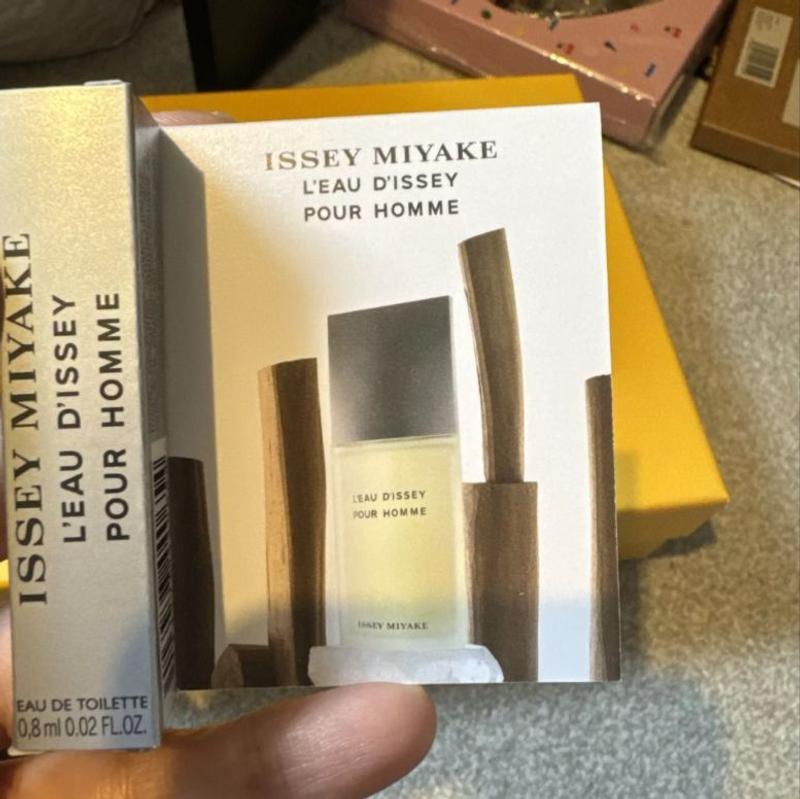 ISSEY MIYAKE
L'EAU D'ISSEY
POUR HOMME
EAU DE TOILETTE
0,8 ml 0.02 FL.OZ.
ISSEY MIYAKE
L'EAU D'ISSEY
POUR HOMME
L'EAU D'ISSEY
POUR HOMME
ISSEY MIYAKE